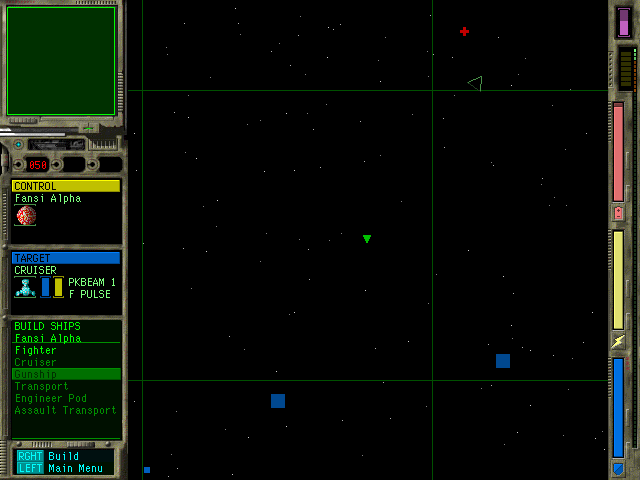 050
CONTROL
Fansi Alpha
TARGET
CRUISER
PKBEAM 1
F PULSE
BUILD SHIPS
Fansi Alpha
Fighter
Cruiser
Gunship
Transport
Engineer Pod
Assault Transport
RGHT Build
LEFT Main Menu